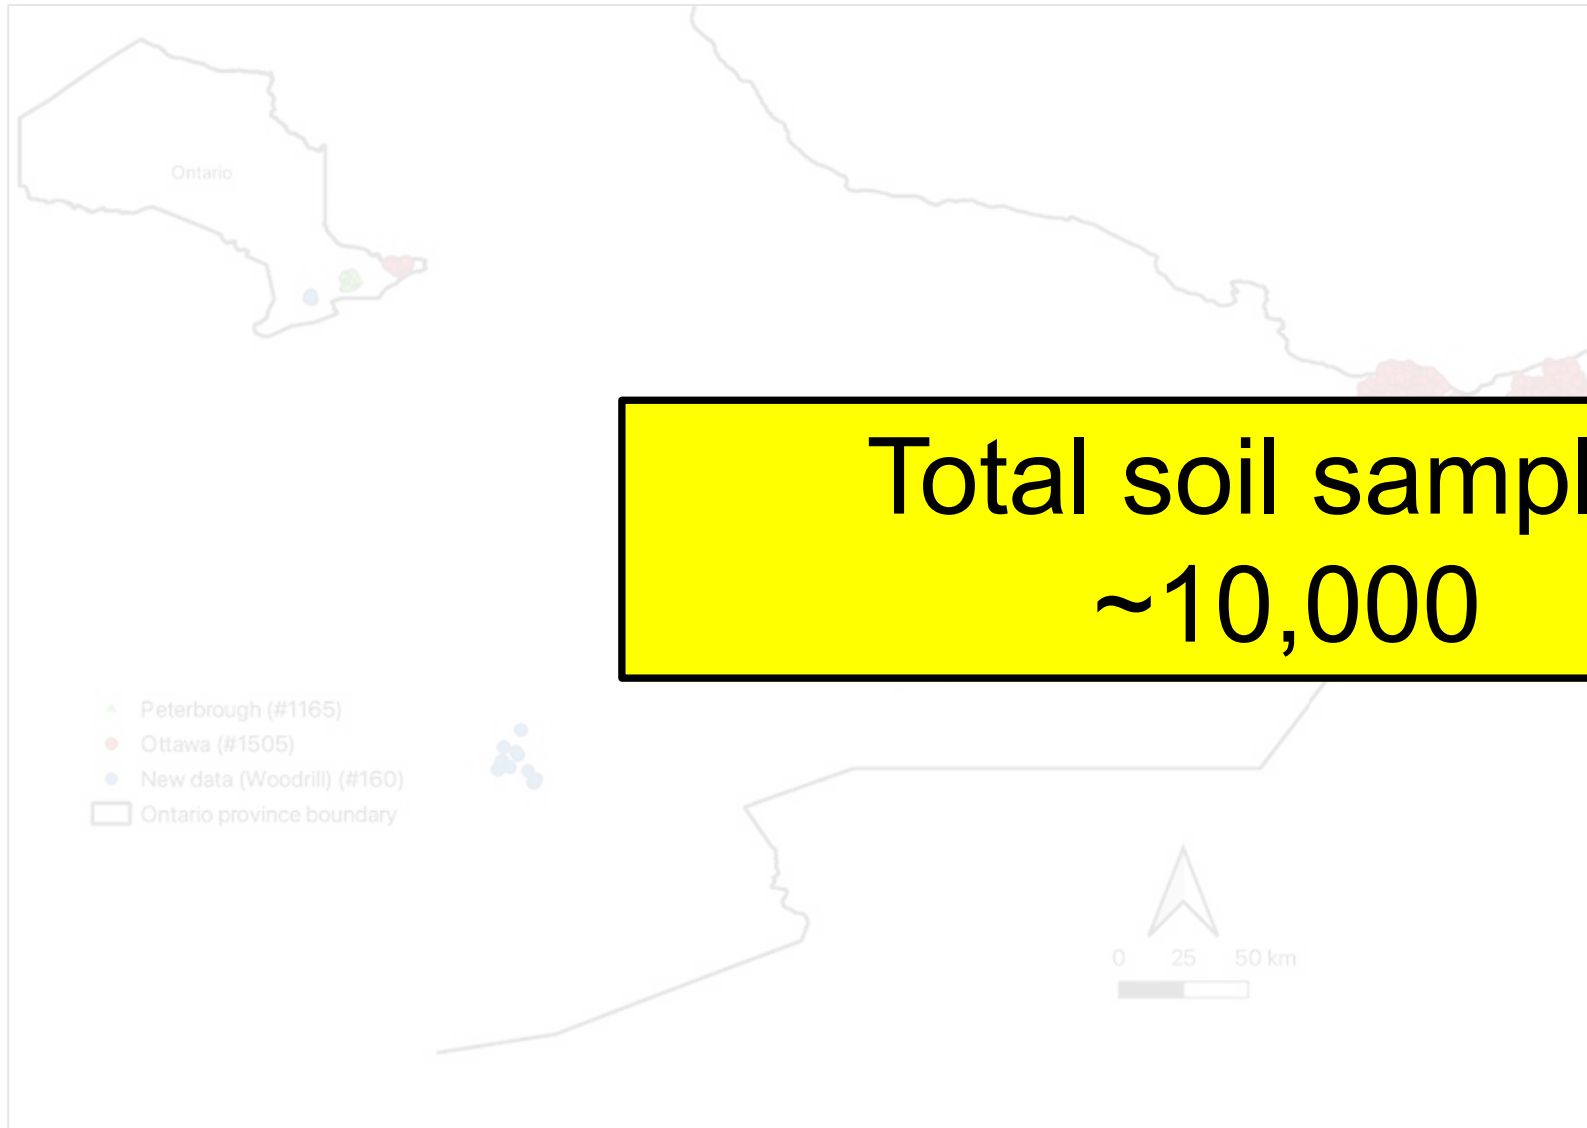 Ontario
Total soil sampl
~10,000
Peterbrough (#1165)
Ottawa (#1505)
New data (Woodrill) (#160)
Ontario province boundary
0 25 50 km